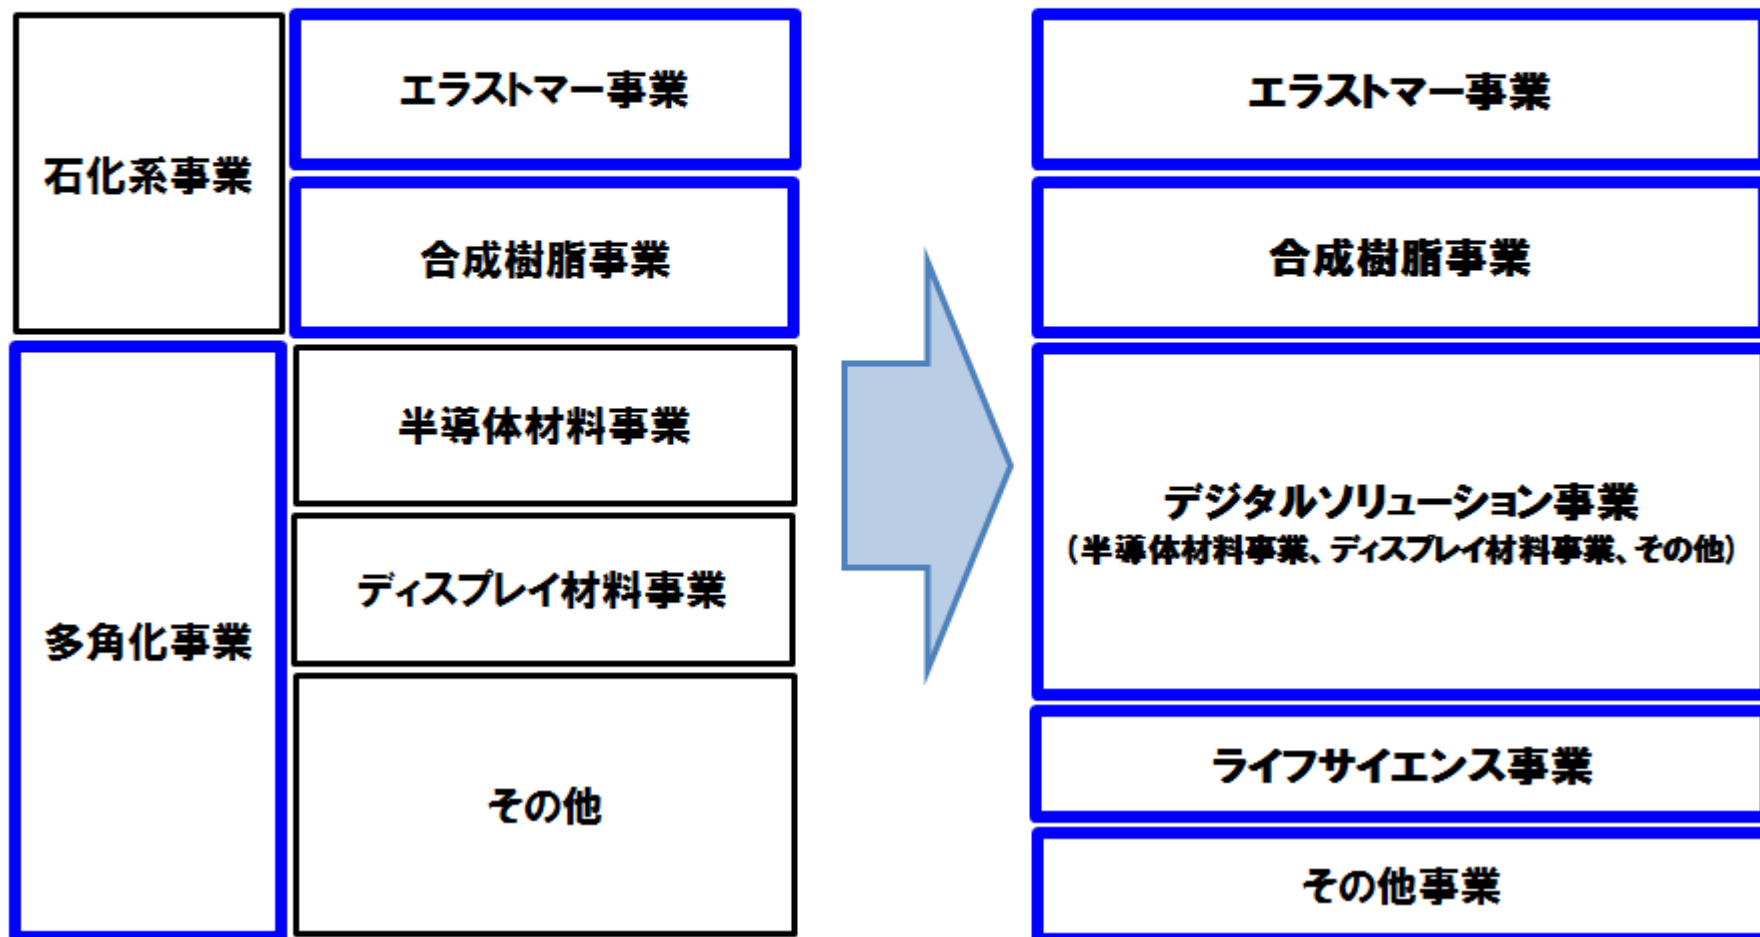 石化系事業
エラストマー事業
合成樹脂事業
多角化事業
半導体材料事業
ディスプレイ材料事業
その他
エラストマー事業
合成樹脂事業
デジタルソリューション事業
(半導体材料事業、ディスプレイ材料事業、その他)
ライフサイエンス事業
その他事業